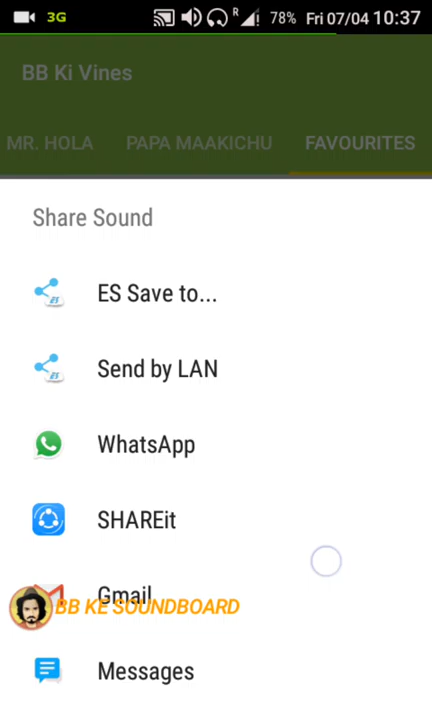 3G R 78% Fri 07/04 10:37
BB Ki Vines
MR. HOLA PAPA MAAKICHU FAVOURITES
Share Sound
ES Save to...
Send by LAN
WhatsApp
SHAREit
Gmail
BB KE SOUNDBOARD
Messages